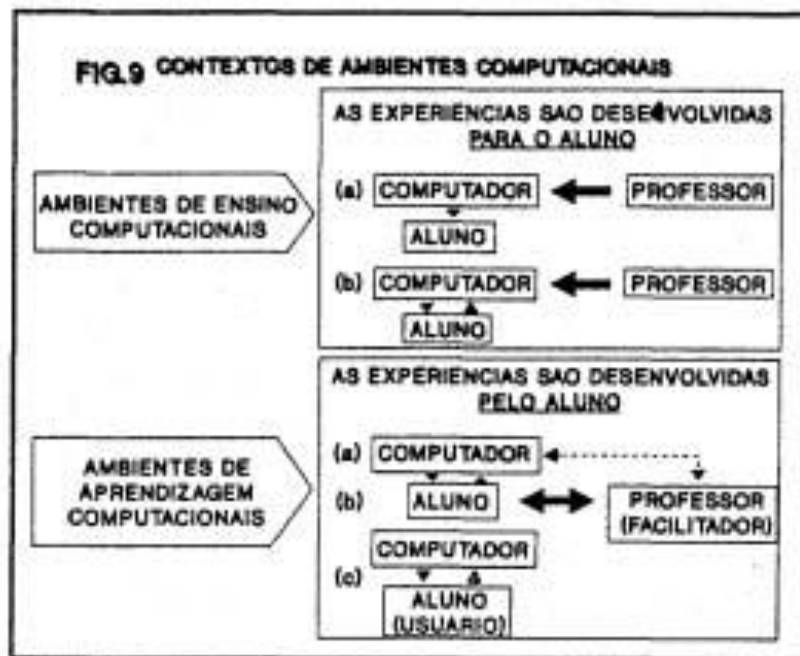 FIG.9 CONTEXTOS DE AMBIENTES COMPUTACIONAIS
AS EXPERIENCIAS SAO DESENVOLVIDAS
PARA O ALUNO
AMBIENTES DE ENSINO
COMPUTACIONAIS
(a) COMPUTADOR PROFESSOR
ALUNO
(b) COMPUTADOR PROFESSOR
ALUNO
AS EXPERIENCIAS SAO DESENVOLVIDAS
PELO ALUNO
AMBIENTES DE
APRENDIZAGEM
COMPUTACIONAIS
(a) COMPUTADOR
(b) ALUNO PROFESSOR
(FACILITADOR)
COMPUTADOR
(c)
ALUNO
(USUARIO)